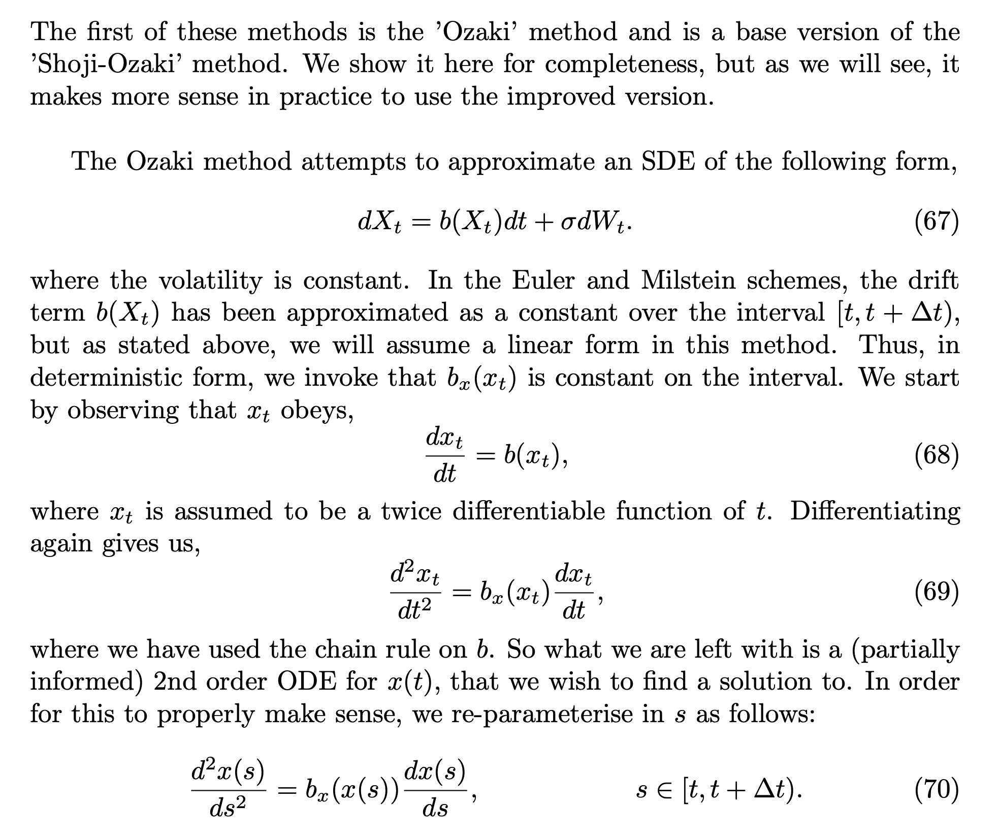 The first of these methods is the ’Ozaki’ method and is a base version of the
’Shoji-Ozaki’ method. We show it here for completeness, but as we will see, it
makes more sense in practice to use the improved version.
The Ozaki method attempts to approximate an SDE of the following form,
$dX_t = b(X_t)dt + \sigma dW_t.$ (67)
where the volatility is constant. In the Euler and Milstein schemes, the drift
term $b(X_t)$ has been approximated as a constant over the interval $[t, t + \Delta t)$,
but as stated above, we will assume a linear form in this method. Thus, in
deterministic form, we invoke that $b_x(x_t)$ is constant on the interval. We start
by observing that $x_t$ obeys,
$\frac{dx_t}{dt} = b(x_t),$ (68)
where $x_t$ is assumed to be a twice differentiable function of $t$. Differentiating
again gives us,
$\frac{d^2x_t}{dt^2} = b_x(x_t)\frac{dx_t}{dt},$ (69)
where we have used the chain rule on $b$. So what we are left with is a (partially
informed) 2nd order ODE for $x(t)$, that we wish to find a solution to. In order
for this to properly make sense, we re-parameterise in $s$ as follows:
$\frac{d^2x(s)}{ds^2} = b_x(x(s))\frac{dx(s)}{ds}, \quad s \in [t, t + \Delta t).$ (70)